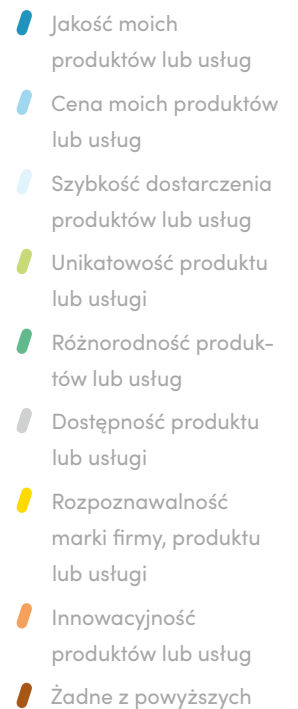 Jakość moich
produktów lub usług
Cena moich produktów
lub usług
Szybkość dostarczenia
produktów lub usług
Unikatowość produktu
lub usługi
Różnorodność produk-
tów lub usług
Dostępność produktu
lub usługi
Rozpoznawalność
marki firmy, produktu
lub usługi
Innowacyjność
produktów lub usług
Żadne z powyższych